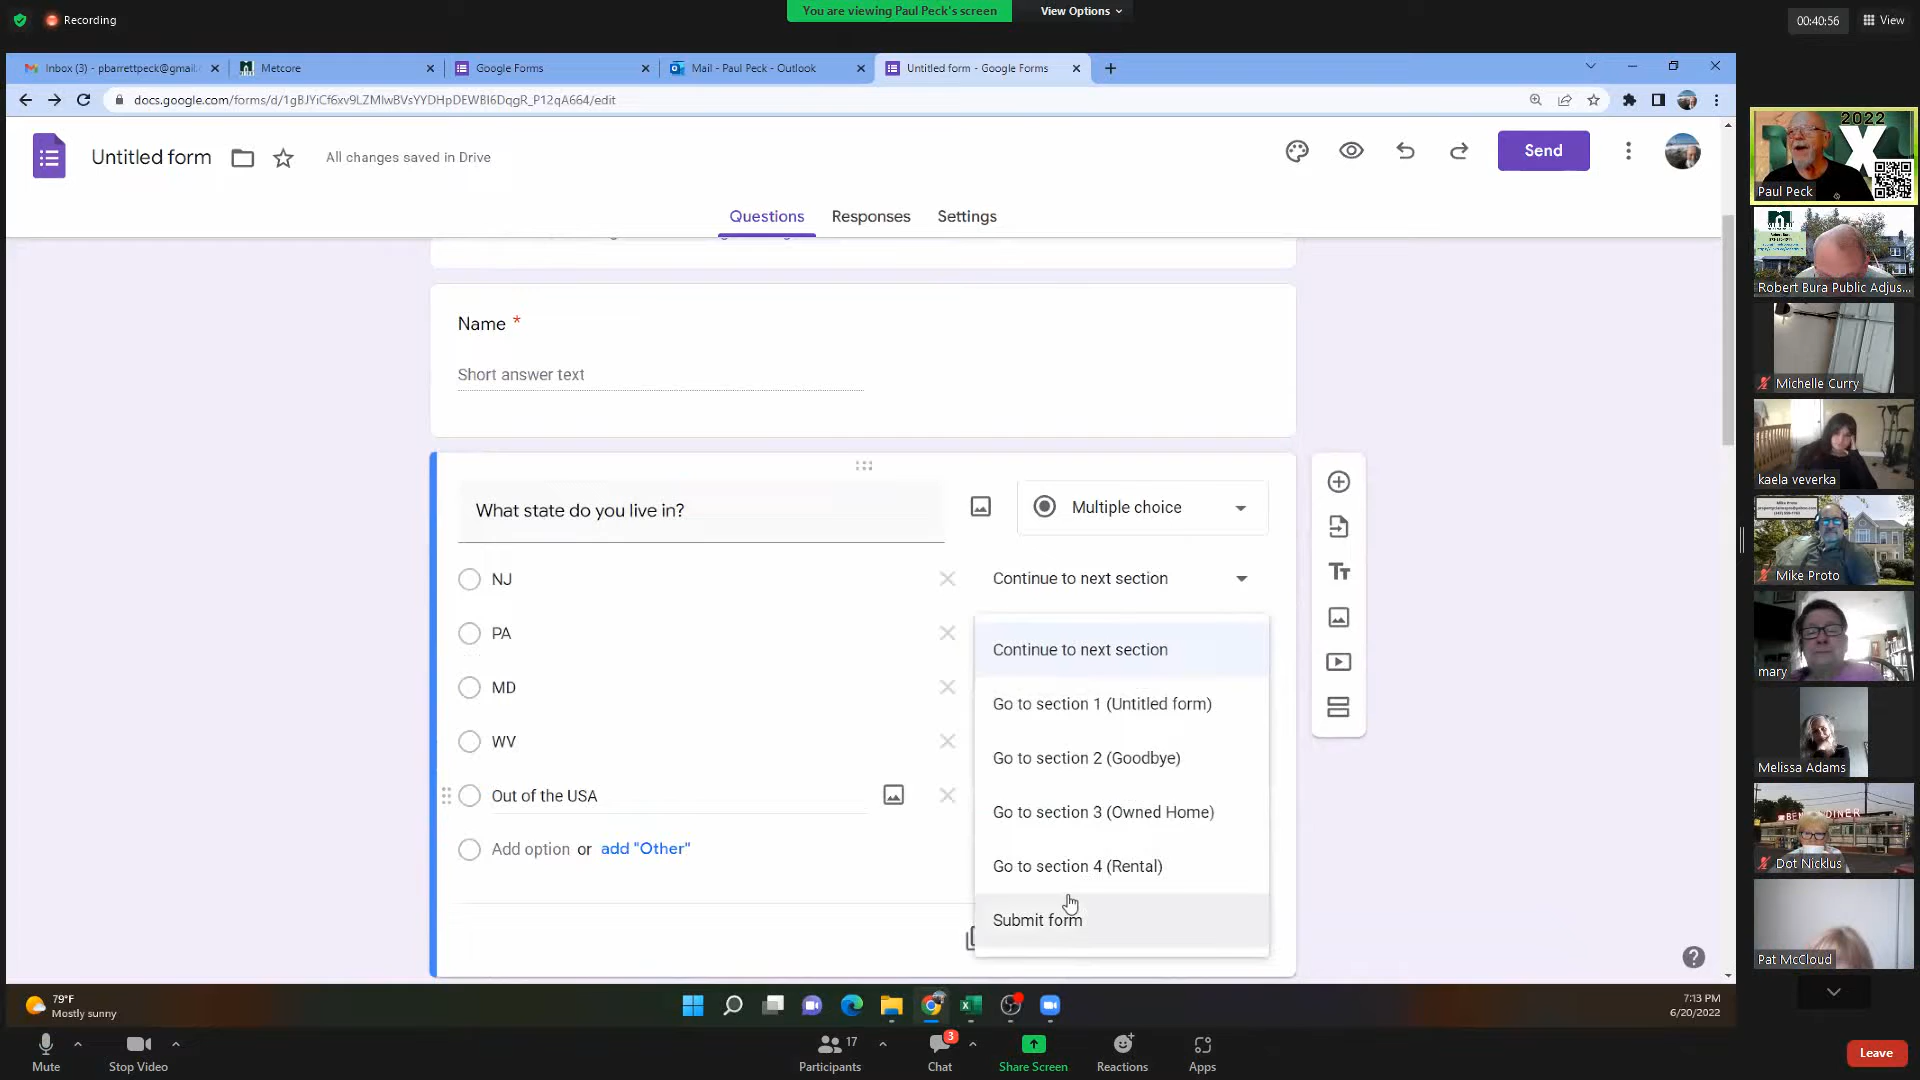 Recording
You are viewing Paul Peck's screen
View Options
00:40:56
View
Inbox (3) - pbarrettpeck@gmail.
Metcore
Google Forms
Mail - Paul Peck - Outlook
Untitled form - Google Forms
docs.google.com/forms/d/1gBJYiCf6xv9LZMIwBVsYYDHpDEWBI6DqgR_P12qA664/edit
Untitled form
All changes saved in Drive
Send
Questions
Responses
Settings
Name *
Short answer text
What state do you live in?
Multiple choice
NJ
Continue to next section
PA
MD
WV
Out of the USA
Add option or add "Other"
Continue to next section
Go to section 1 (Untitled form)
Go to section 2 (Goodbye)
Go to section 3 (Owned Home)
Go to section 4 (Rental)
Submit form
2022
Paul Peck
Robert Bura Public Adjus...
Michelle Curry
kaela veverka
Mike Proto
Mike Proto
mary
Melissa Adams
DINER
Dot Nicklus
Pat McCloud
79°F
Mostly sunny
7:13 PM
6/20/2022
Mute
Stop Video
17
Participants
3
Chat
Share Screen
Reactions
Apps
Leave